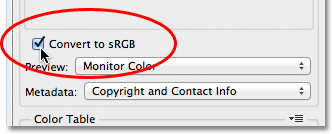 Convert to sRGB
Preview: Monitor Color
Metadata: Copyright and Contact Info
Color Table